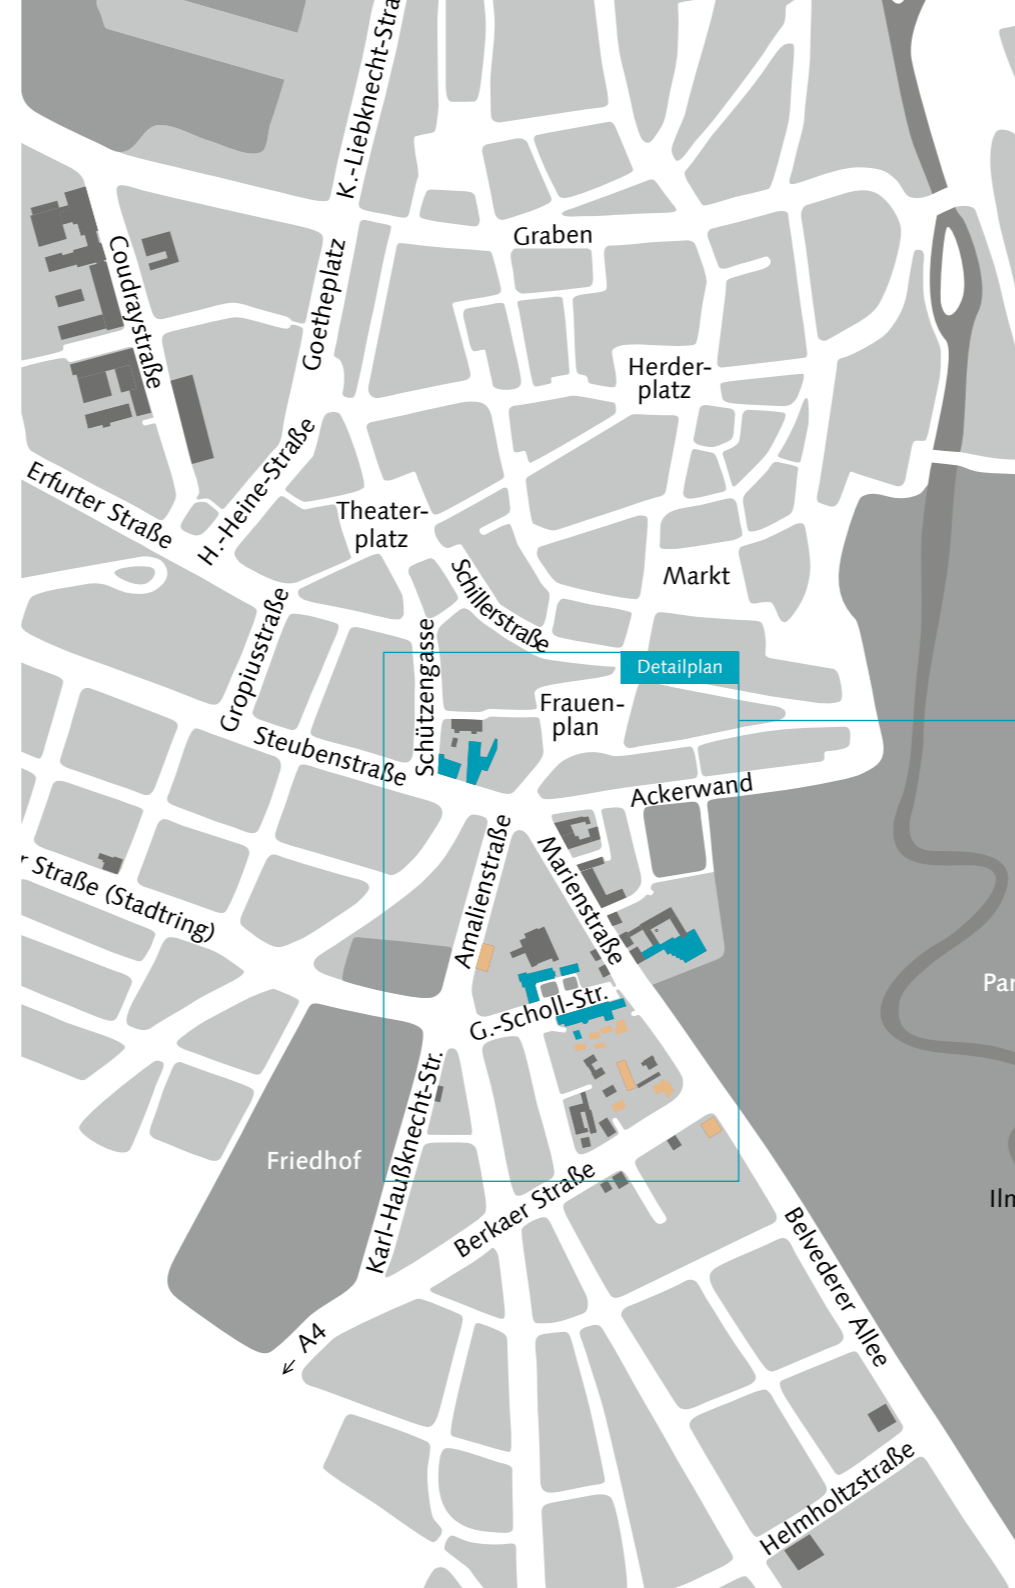 K.-Liebknecht-Stra
Graben
Coudraystraße
Goetheplatz
Herder-
platz
H.-Heine-Straße
Erfurter Straße
Theater-
platz
Markt
Schillerstraße
Gropiusstraße
Schützengasse
Detailplan
Frauen-
plan
Steubenstraße
Ackerwand
Amalienstraße
Marienstraße
r Straße (Stadtring)
Par
G.-Scholl-Str.
Karl-Haußknecht-Str.
Friedhof
Berkaer Straße
Iln
Belvederer Allee
← A4
Helmholtzstraße